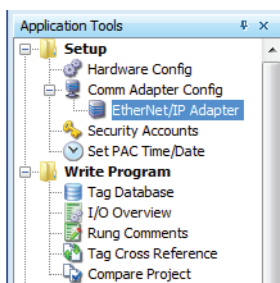 Application Tools
Setup
Hardware Config
Comm Adapter Config
EtherNet/IP Adapter
Security Accounts
Set PAC Time/Date
Write Program
Tag Database
I/O Overview
Rung Comments
Tag Cross Reference
Compare Project